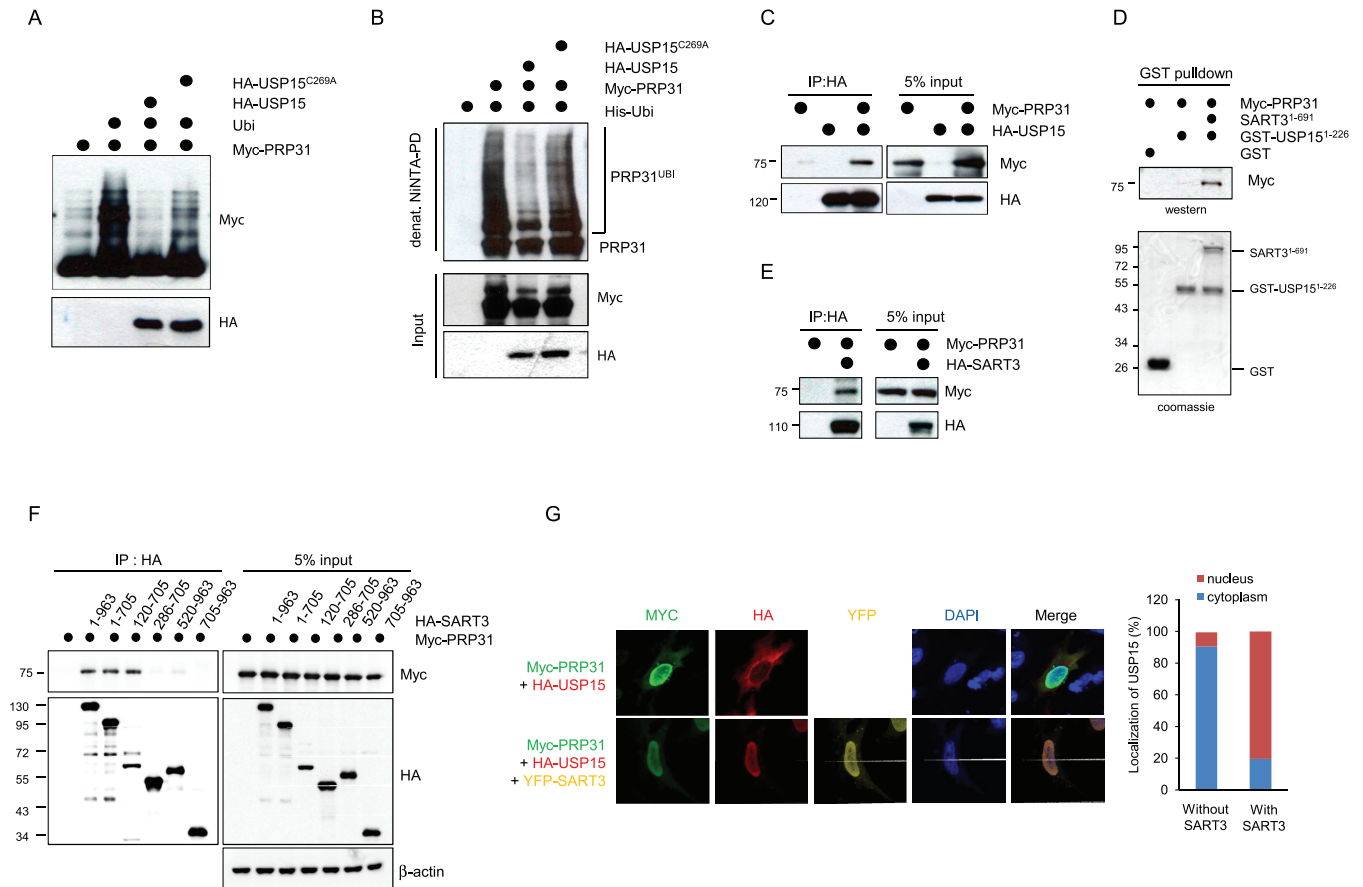 A
HA-USP15C269A
HA-USP15
Ubi
Myc-PRP31
Myc
HA
B
HA-USP15C269A
HA-USP15
Myc-PRP31
His-Ubi
denat. NiNTA-PD
PRP31UBI
PRP31
Input
Myc
HA
C
IP:HA 5% input
Myc-PRP31
HA-USP15
75
Myc
120
HA
D
GST pulldown
Myc-PRP31
SART31-691
GST-USP151-226
GST
75
Myc
western
95
72
55
43
34
26
SART31-691
GST-USP151-226
GST
coomassie
E
IP:HA 5% input
Myc-PRP31
HA-SART3
75
Myc
110
HA
F
IP : HA 5% input
1-963 1-705 120-705 286-705 520-963 705-963
1-963 1-705 120-705 286-705 520-963 705-963
HA-SART3
Myc-PRP31
75
Myc
130
95
72
55
43
34
HA
β-actin
G
MYC HA YFP DAPI Merge
Myc-PRP31
+ HA-USP15
Myc-PRP31
+ HA-USP15
+ YFP-SART3
nucleus
cytoplasm
Localization of USP15 (%)
120
100
80
60
40
20
0
Without
SART3
With
SART3